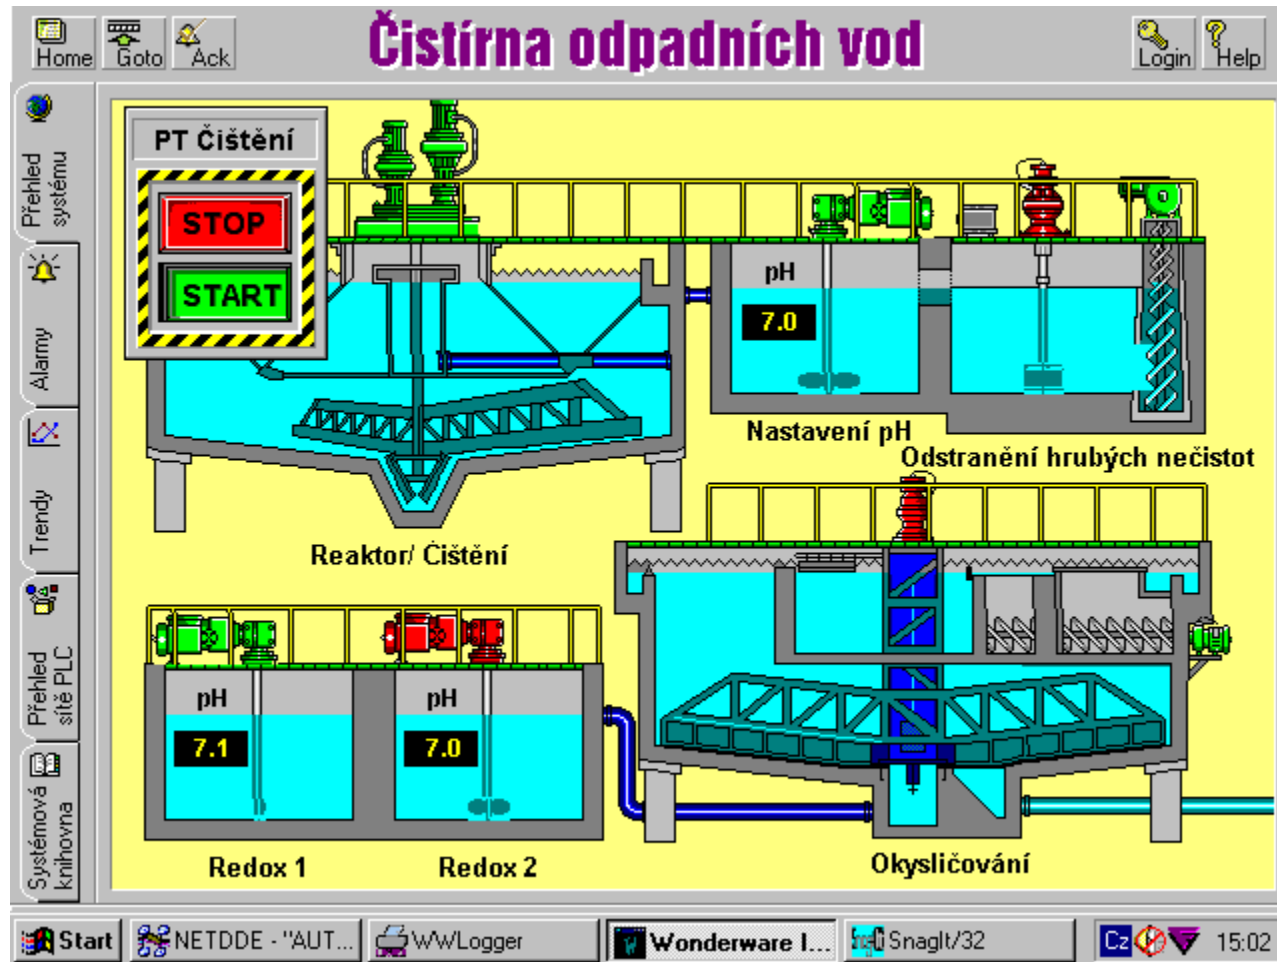 Home
Goto
Ack
Čistírna odpadních vod
Login
Help
Přehled
systému
Alarmy
Trendy
Přehled
sítě PLC
Systémová
knihovna
PT Čištění
STOP
START
pH
7.0
Nastavení pH
Odstranění hrubých nečistot
Reaktor/ Čištění
pH
7.1
pH
7.0
Redox 1
Redox 2
Okysličování
Start
NETDDE - "AUT...
WWLogger
Wonderware I...
SnagIt/32
Cz
15:02